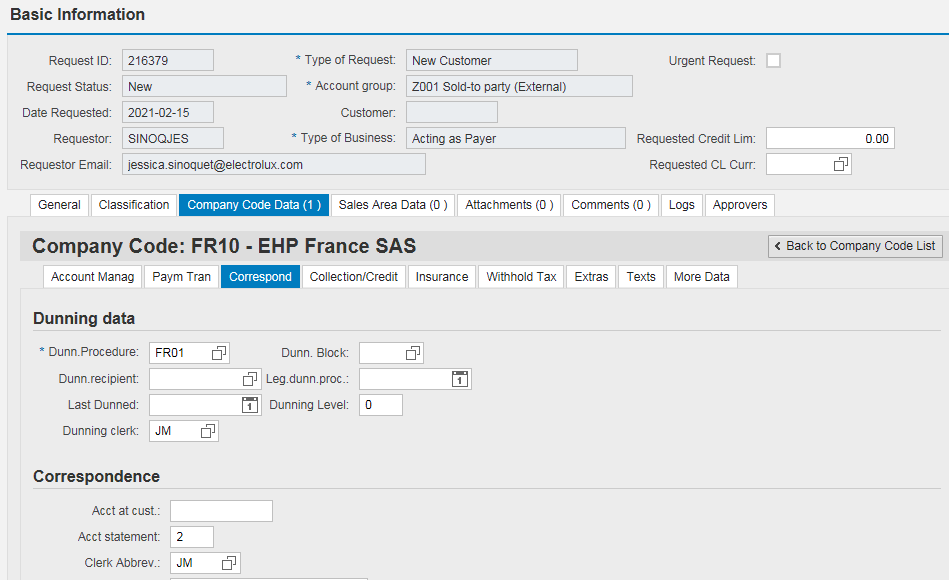 Basic Information
Request ID: 216379 * Type of Request: New Customer Urgent Request:
Request Status: New * Account group: Z001 Sold-to party (External)
Date Requested: 2021-02-15 Customer:
Requestor: SINOQJES * Type of Business: Acting as Payer Requested Credit Lim: 0.00
Requestor Email: jessica.sinoquet@electrolux.com Requested CL Curr:
General Classification Company Code Data (1 ) Sales Area Data (0 ) Attachments (0 ) Comments (0 ) Logs Approvers
Company Code: FR10 - EHP France SAS < Back to Company Code List
Account Manag Paym Tran Correspond Collection/Credit Insurance Withhold Tax Extras Texts More Data
Dunning data
* Dunn.Procedure: FR01 Dunn. Block:
Dunn.recipient: Leg.dunn.proc.: 1
Last Dunned: 1 Dunning Level: 0
Dunning clerk: JM
Correspondence
Acct at cust.:
Acct statement: 2
Clerk Abbrev.: JM